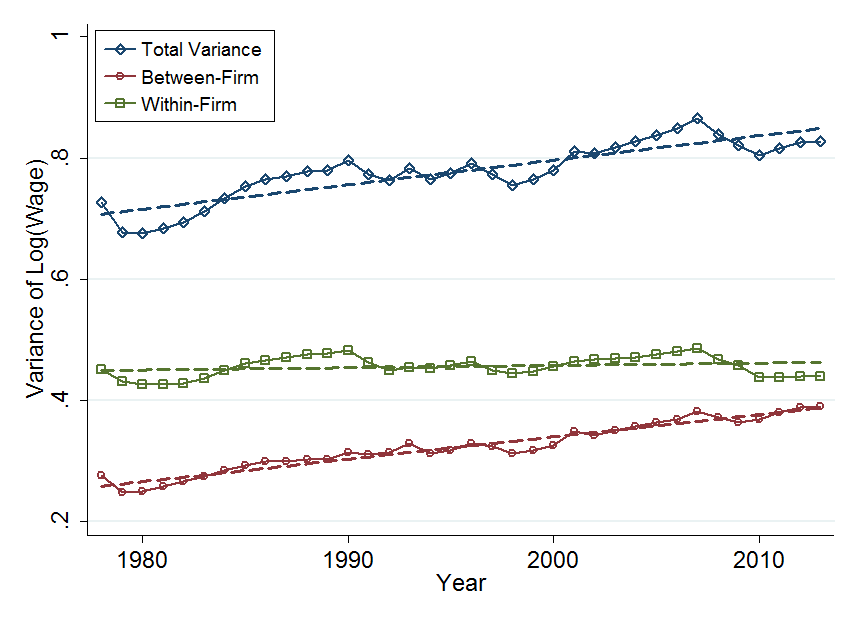 1
Total Variance
Between-Firm
Within-Firm
.8
.6
.4
.2
Variance of Log(Wage)
1980 1990 2000 2010
Year